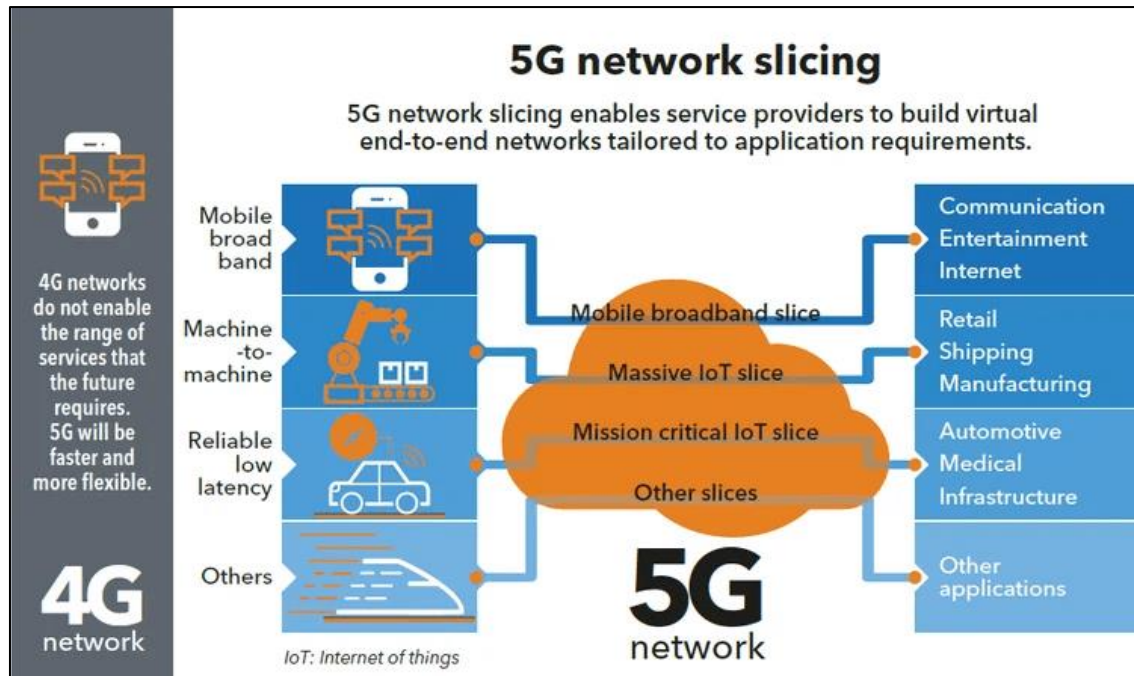 5G network slicing
5G network slicing enables service providers to build virtual
end-to-end networks tailored to application requirements.
4G networks
do not enable
the range of
services that
the future
requires.
5G will be
faster and
more flexible.
4G
network
Mobile
broad
band
Machine
-to-
machine
Reliable
low
latency
Others
Mobile broadband slice
Massive IoT slice
Mission critical IoT slice
Other slices
5G
network
Communication
Entertainment
Internet
Retail
Shipping
Manufacturing
Automotive
Medical
Infrastructure
Other
applications
IoT: Internet of things